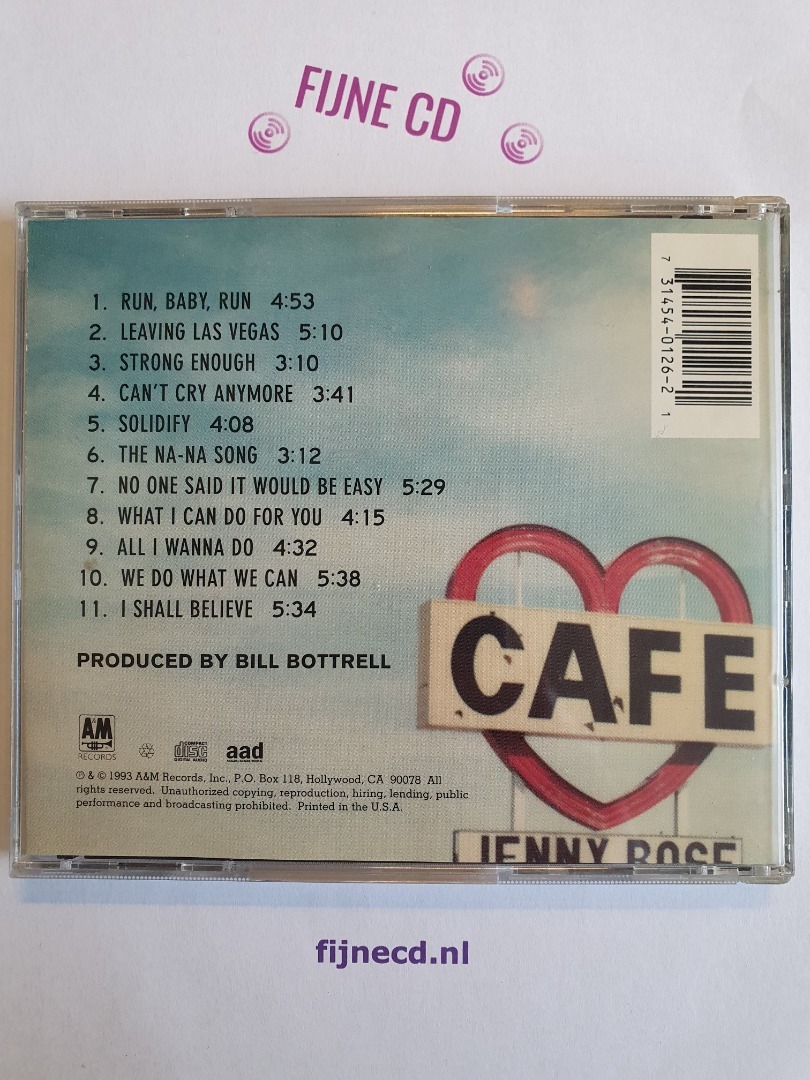 FIJNE CD
1. RUN, BABY, RUN 4:53
2. LEAVING LAS VEGAS 5:10
3. STRONG ENOUGH 3:10
4. CAN'T CRY ANYMORE 3:41
5. SOLIDIFY 4:08
6. THE NA-NA SONG 3:12
7. NO ONE SAID IT WOULD BE EASY 5:29
8. WHAT I CAN DO FOR YOU 4:15
9. ALL I WANNA DO 4:32
10. WE DO WHAT WE CAN 5:38
11. I SHALL BELIEVE 5:34
PRODUCED BY BILL BOTTRELL
7 31454-0126-2 1
CAFE
JENNY ROSE
A&M
RECORDS
COMPACT
disc
DIGITAL AUDIO
aad
℗ & © 1993 A&M Records, Inc., P.O. Box 118, Hollywood, CA 90078 All
rights reserved. Unauthorized copying, reproduction, hiring, lending, public
performance and broadcasting prohibited. Printed in the U.S.A.
fijnecd.nl